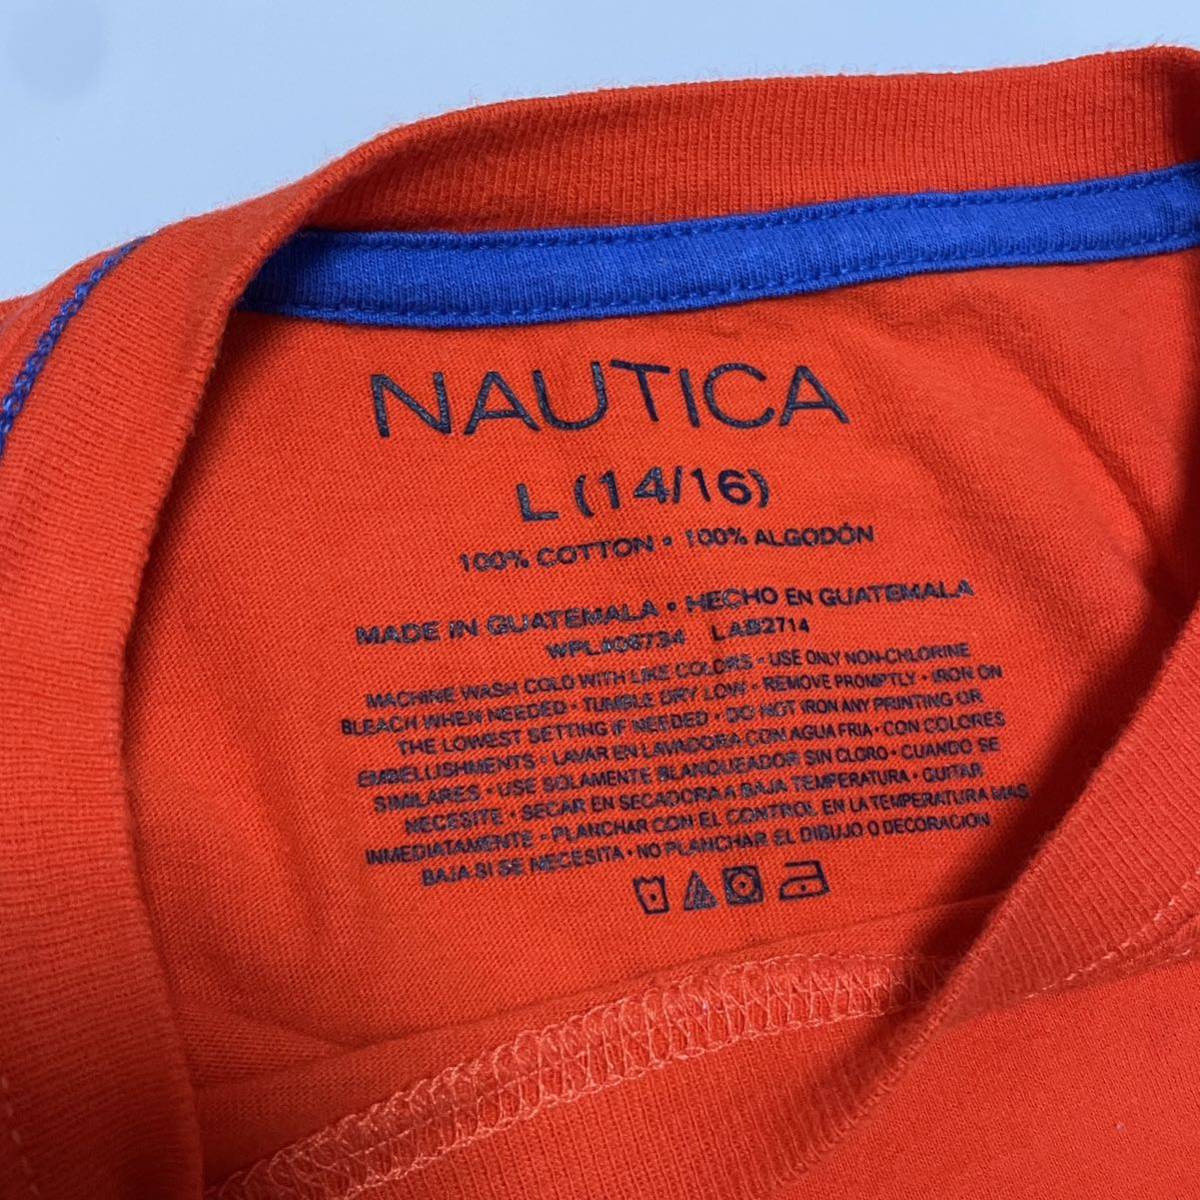 NAUTICA
L (14/16)
100% COTTON • 100% ALGODÓN
MADE IN GUATEMALA • HECHO EN GUATEMALA
WPL#06734 LAB2714
MACHINE WASH COLD WITH LIKE COLORS • USE ONLY NON-CHLORINE
BLEACH WHEN NEEDED • TUMBLE DRY LOW • REMOVE PROMPTLY • IRON ON
THE LOWEST SETTING IF NEEDED • DO NOT IRON ANY PRINTING OR
EMBELLISHMENTS • LAVAR EN LAVADORA CON AGUA FRIA • CON COLORES
SIMILARES • USE SOLAMENTE BLANQUEADOR SIN CLORO • CUANDO SE
NECESITE • SECAR EN SECADORA A BAJA TEMPERATURA • QUITAR
INMEDIATAMENTE • PLANCHAR CON EL CONTROL EN LA TEMPERATURA MAS
BAJA SI SE NECESITA • NO PLANCHAR EL DIBUJO O DECORACION